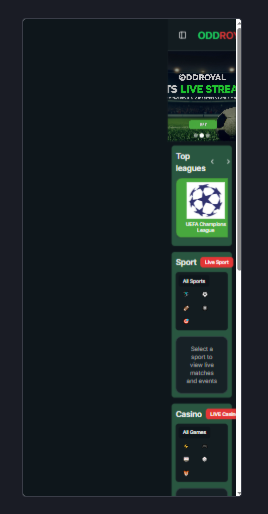 ODDROY
ODDROYAL
TS LIVE STREA
Top
leagues
UEFA Champions
League
Sport
Live Sport
All Sports
Select a
sport to
view live
matches
and events
Casino
LIVE Casin
All Games